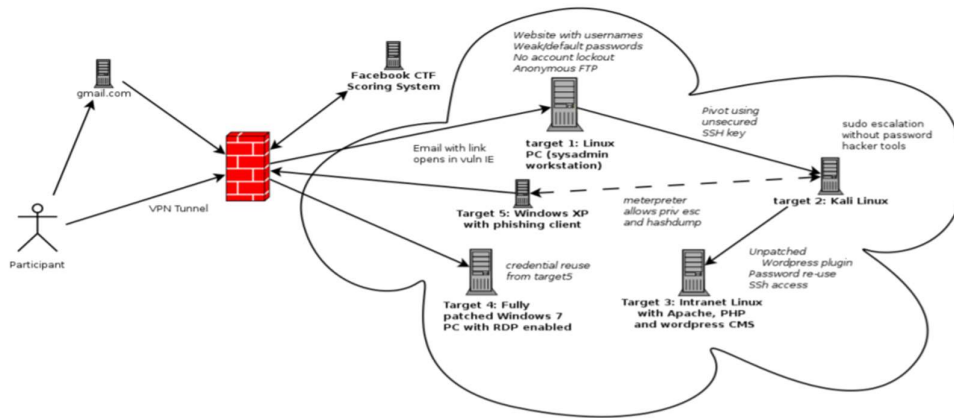 Website with usernames
Weak/default passwords
No account lockout
Anonymous FTP
gmail.com
Facebook CTF
Scoring System
Email with link
opens in vuln IE
target 1: Linux
PC (sysadmin
workstation)
Pivot using
unsecured
SSH key
sudo escalation
without password
hacker tools
VPN Tunnel
Participant
Target 5: Windows XP
with phishing client
meterpreter
allows priv esc
and hashdump
target 2: Kali Linux
credential reuse
from target5
Target 4: Fully
patched Windows 7
PC with RDP enabled
Unpatched
Wordpress plugin
Password re-use
SSh access
Target 3: Intranet Linux
with Apache, PHP
and wordpress CMS